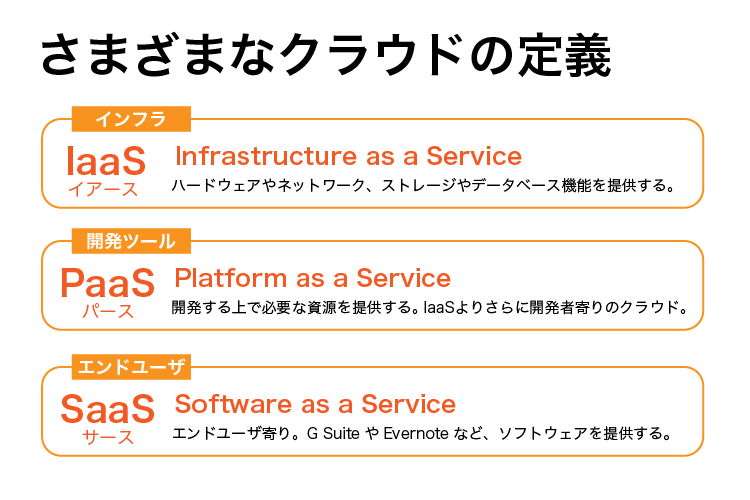 さまざまなクラウドの定義
インフラ
IaaS
イアース
Infrastructure as a Service
ハードウェアやネットワーク、ストレージやデータベース機能を提供する。
開発ツール
PaaS
パース
Platform as a Service
開発する上で必要な資源を提供する。IaaSよりさらに開発者寄りのクラウド。
エンドユーザ
SaaS
サース
Software as a Service
エンドユーザ寄り。G Suite や Evernote など、ソフトウェアを提供する。